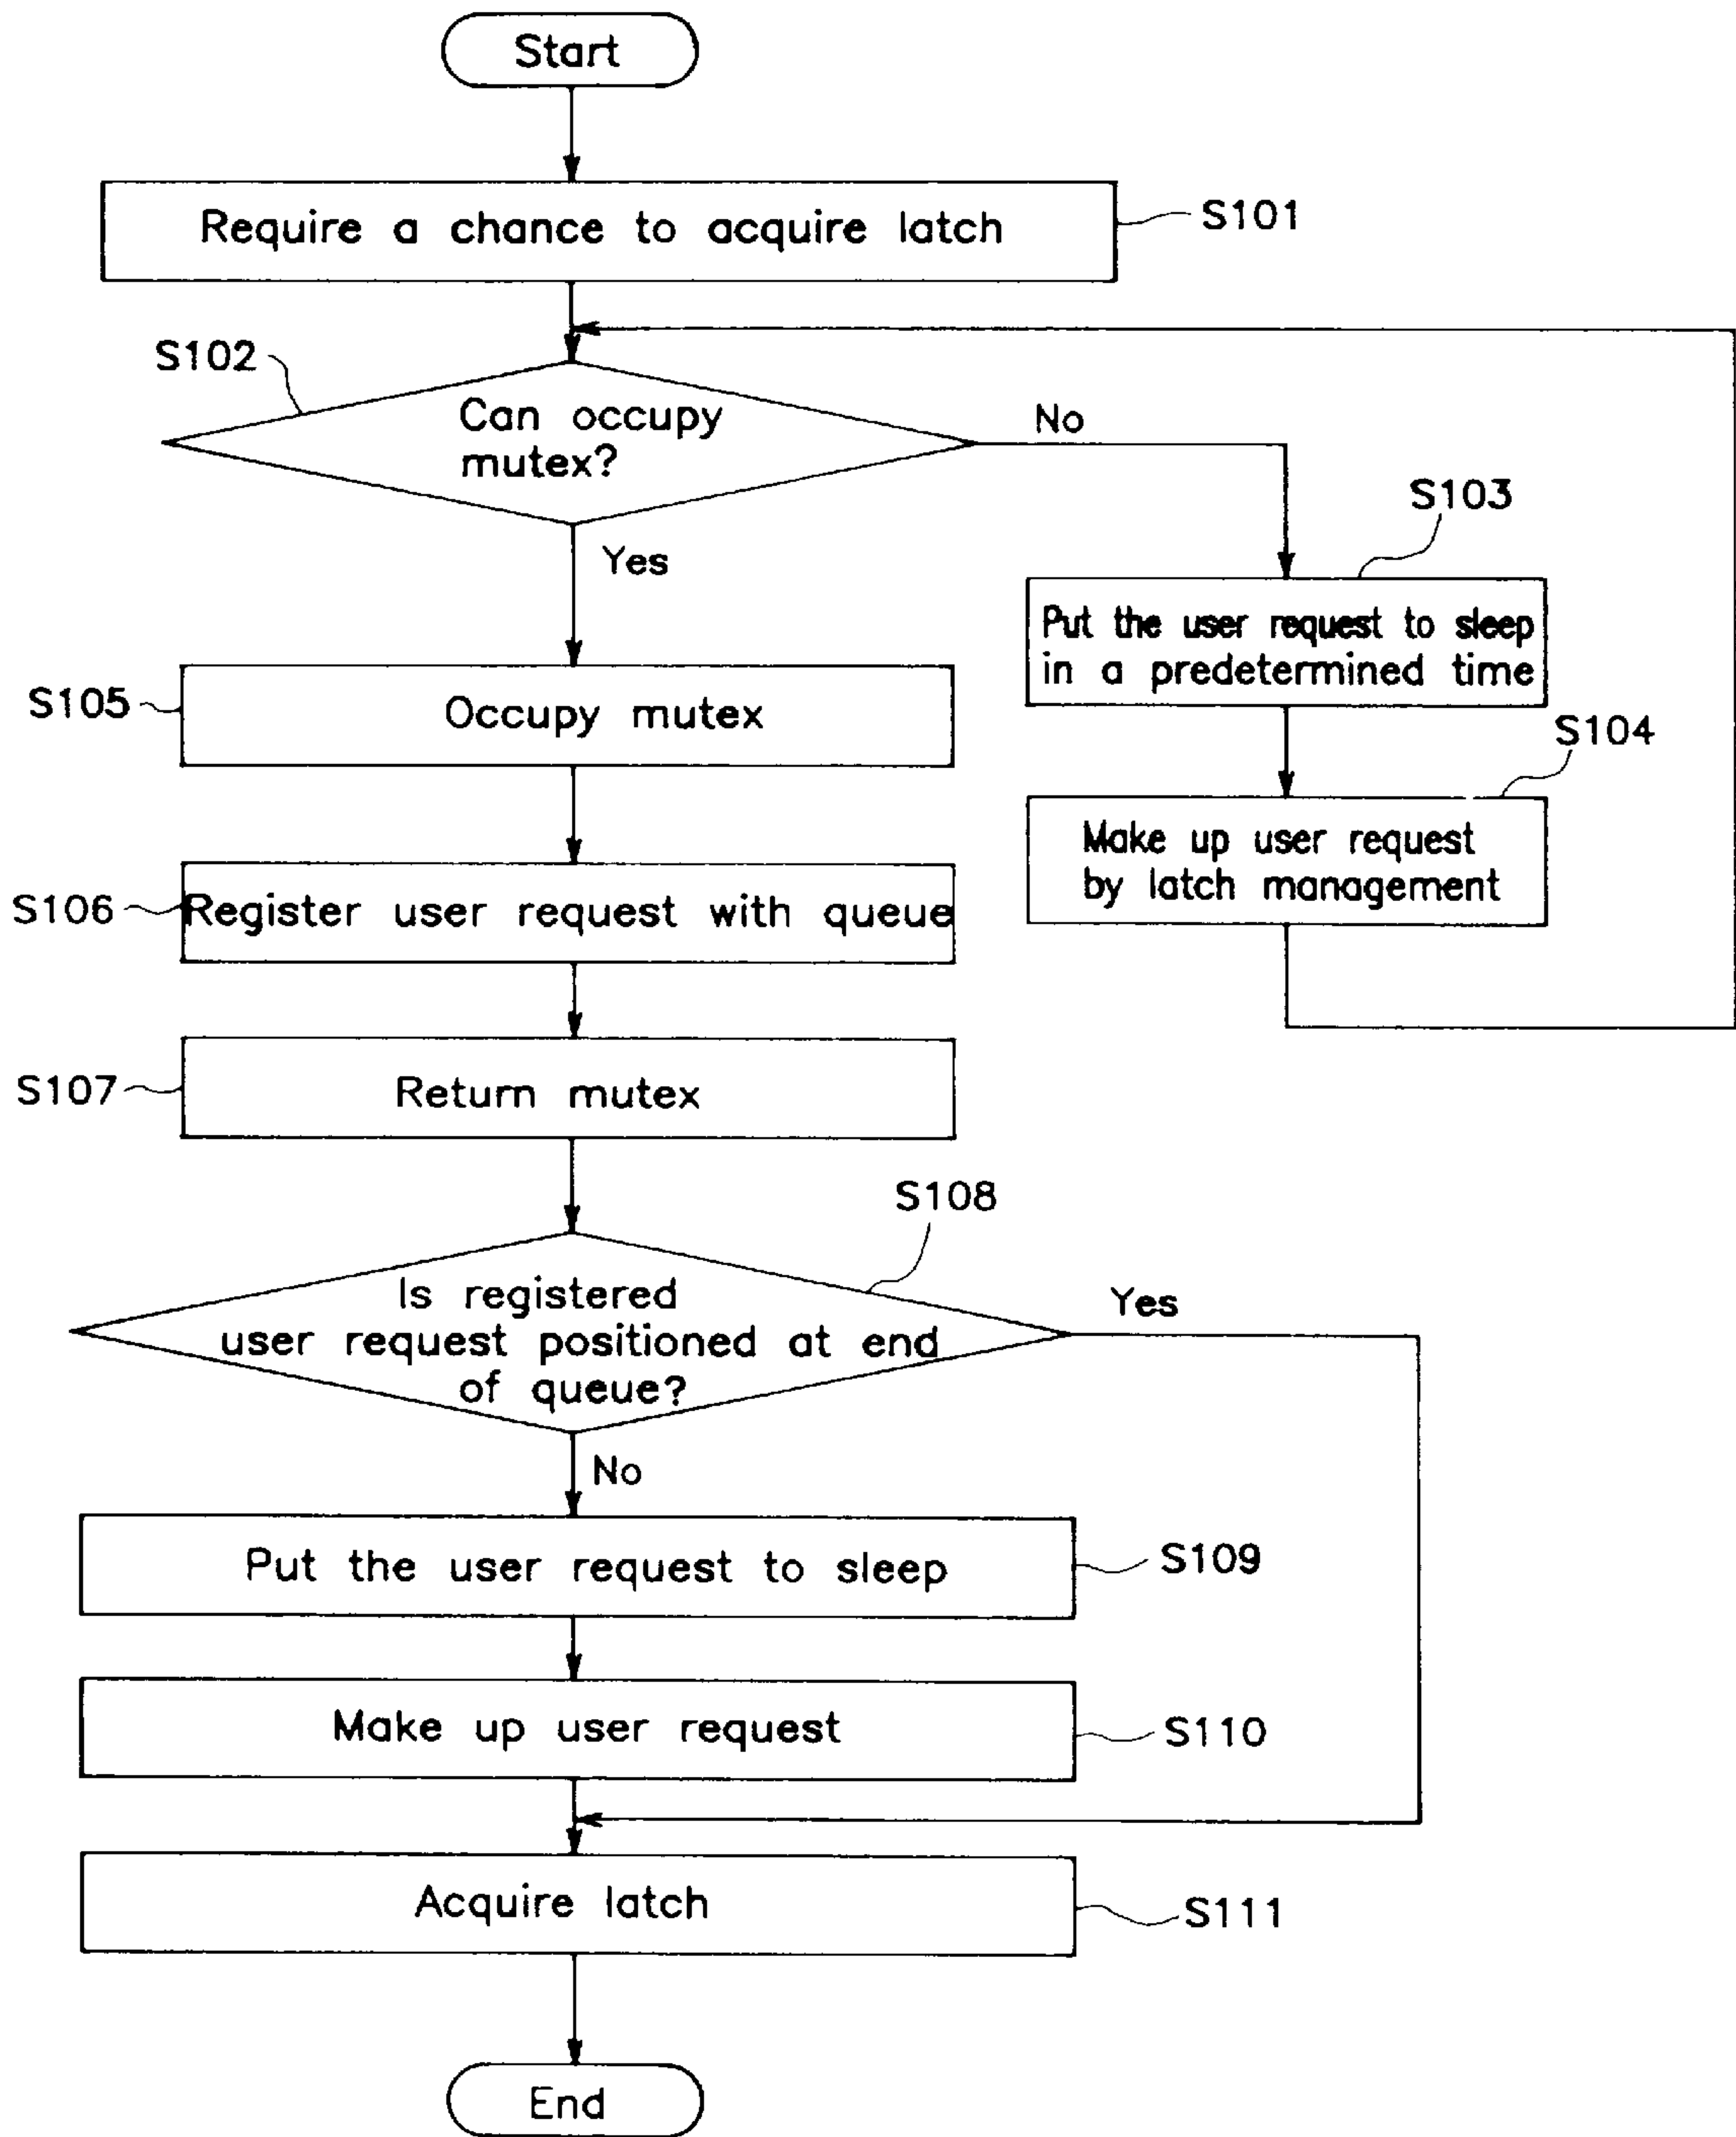 Start
Require a chance to acquire latch
S101
S102
Can occupy
mutex?
No
Yes
S103
Put the user request to sleep
in a predetermined time
S104
Make up user request
by latch management
S105
Occupy mutex
S106
Register user request with queue
S107
Return mutex
S108
Is registered
user request positioned at end
of queue?
Yes
No
Put the user request to sleep
S109
Make up user request
S110
Acquire latch
S111
End